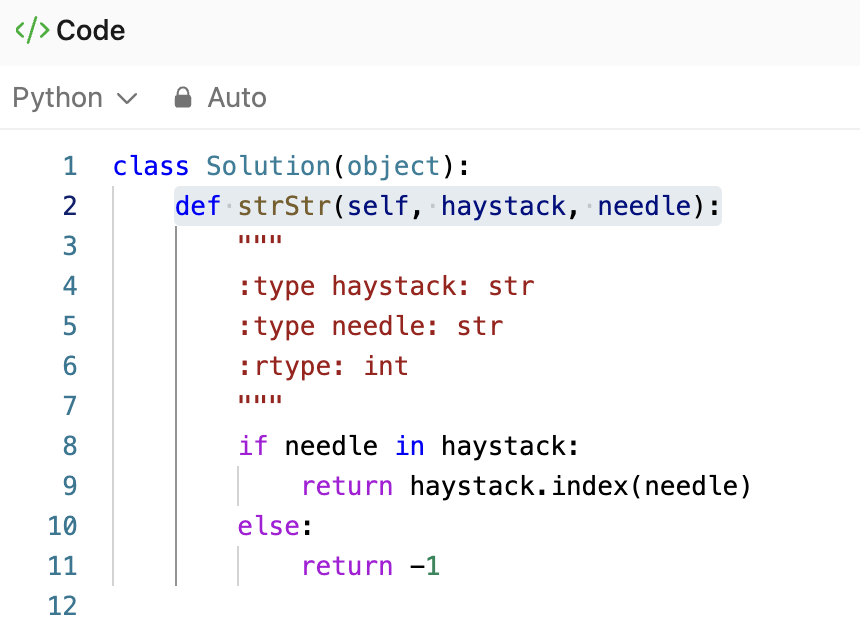 </> Code
Python Auto
1 class Solution(object):
2     def strStr(self, haystack, needle):
3         """
4         :type haystack: str
5         :type needle: str
6         :rtype: int
7         """
8         if needle in haystack:
9             return haystack.index(needle)
10         else:
11             return -1
12